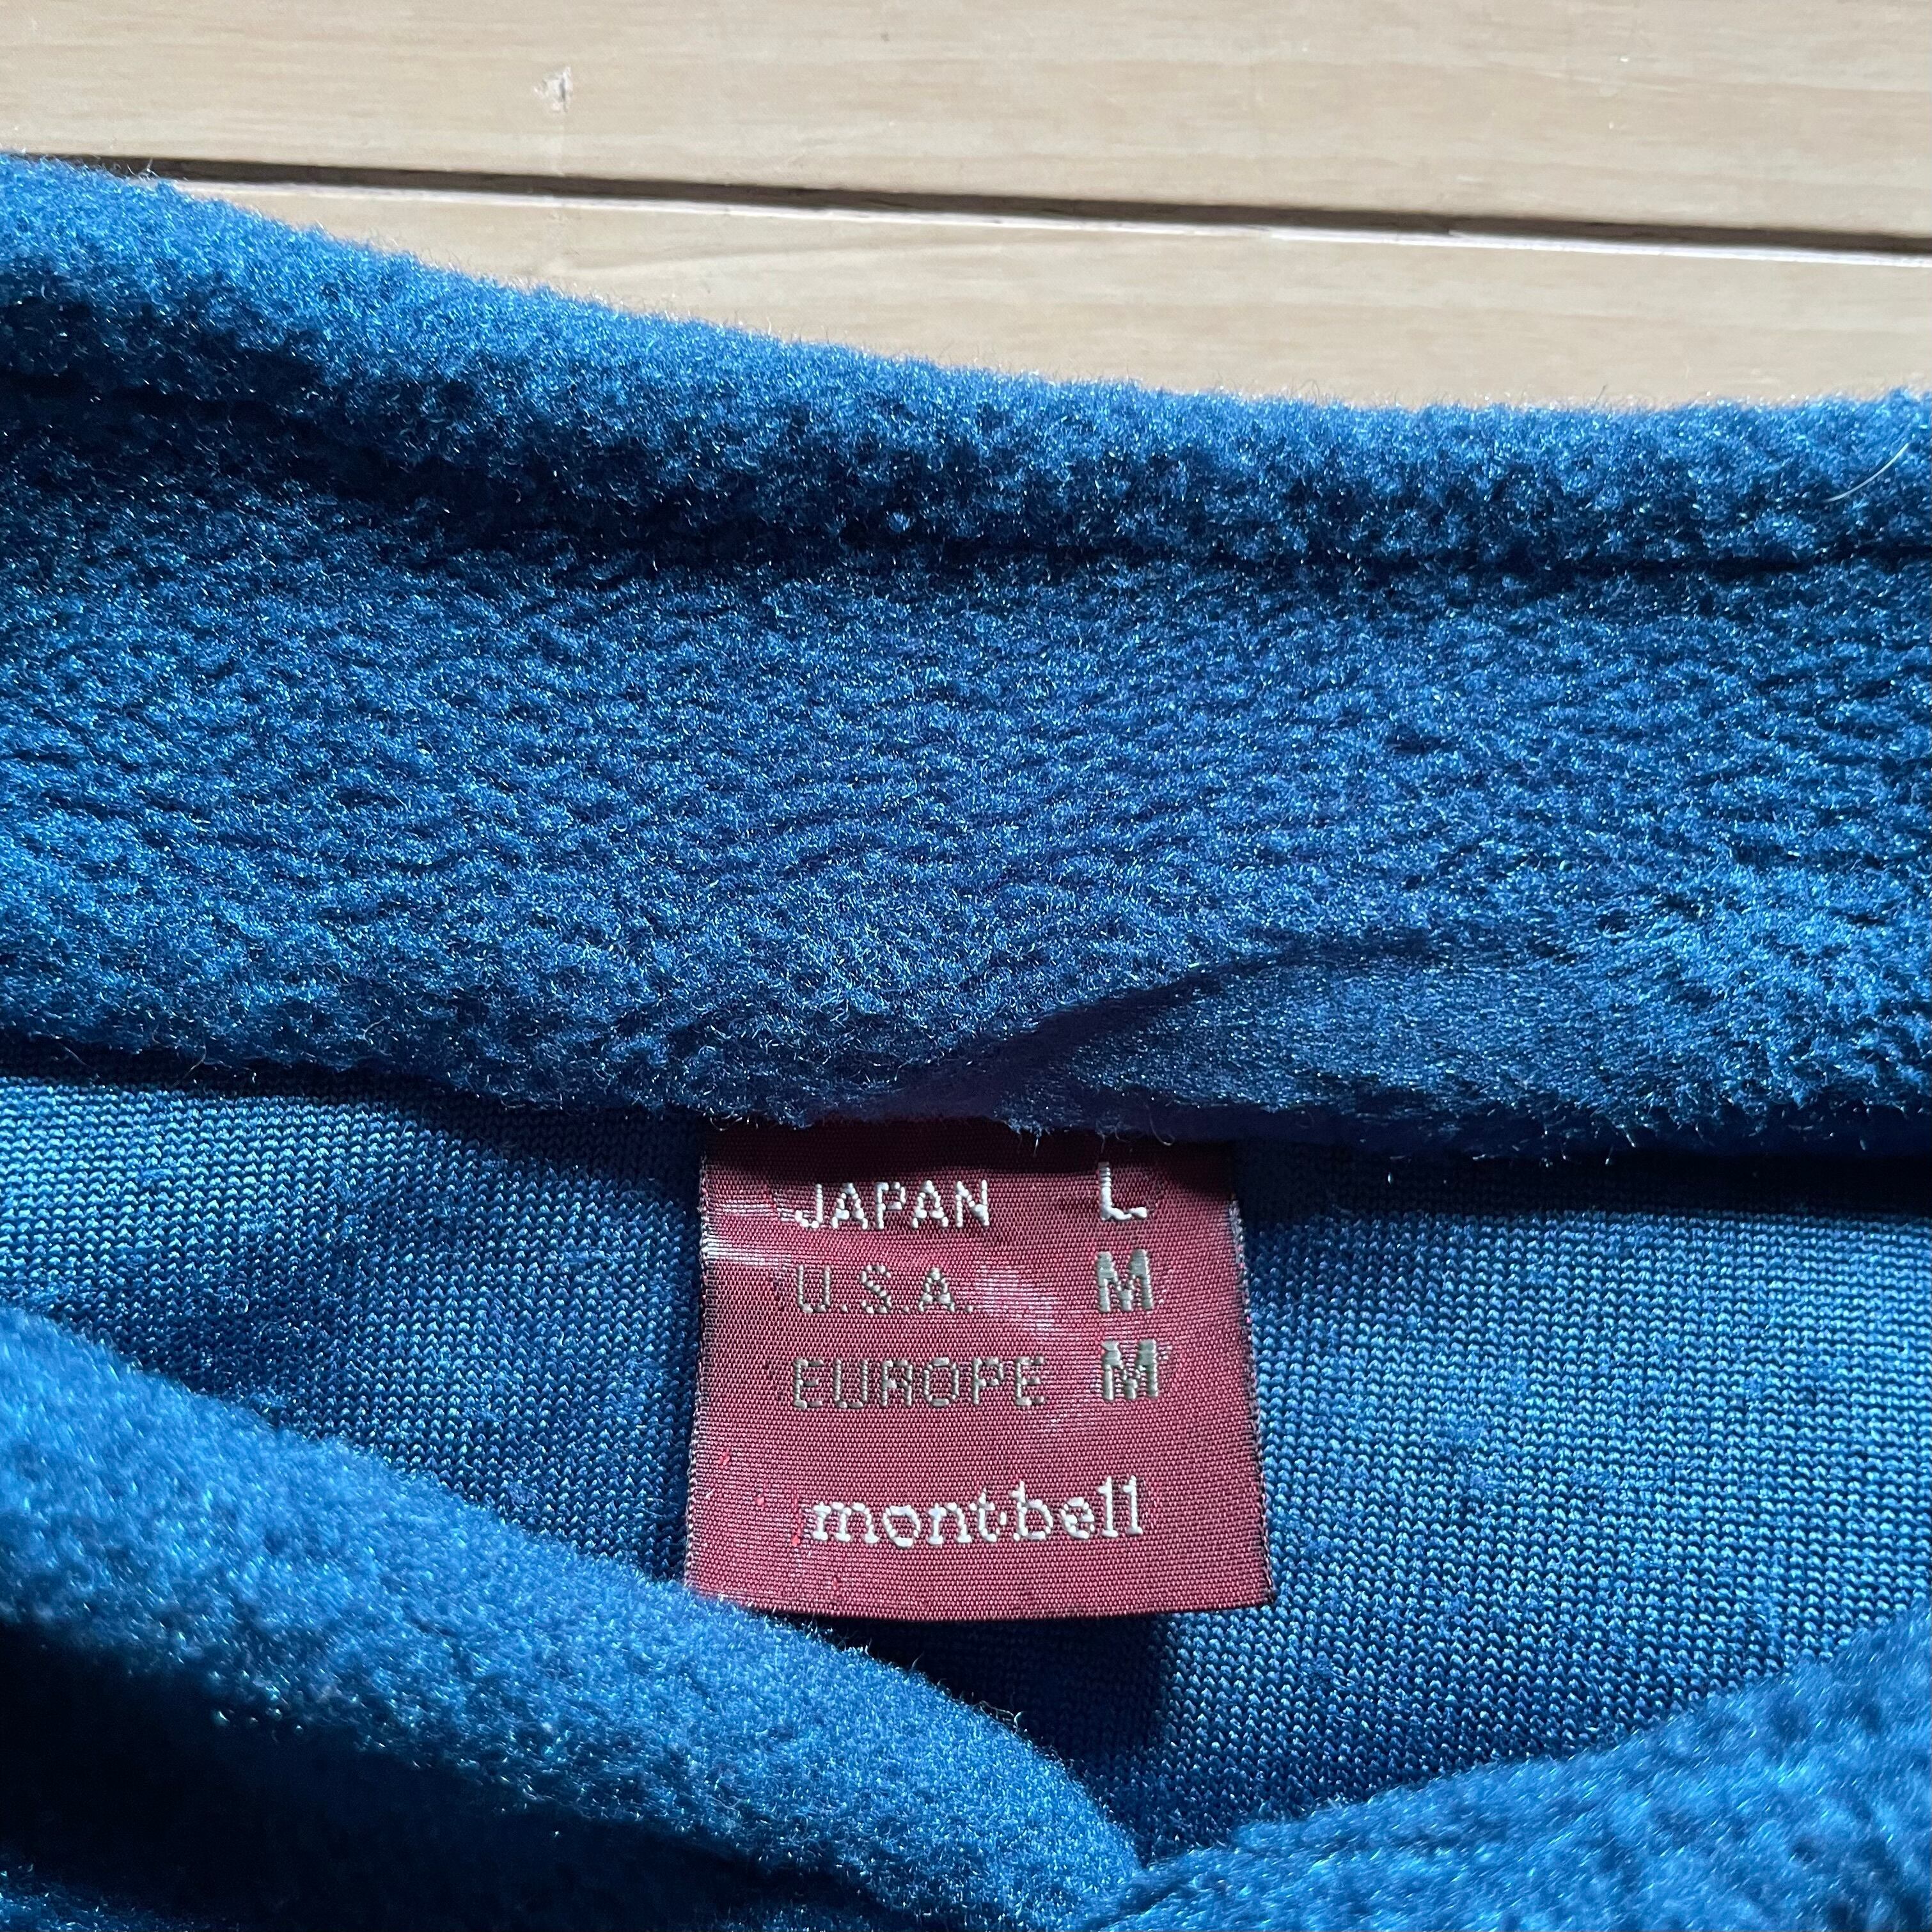 JAPAN L
U.S.A. M
EUROPE M
mont·bell